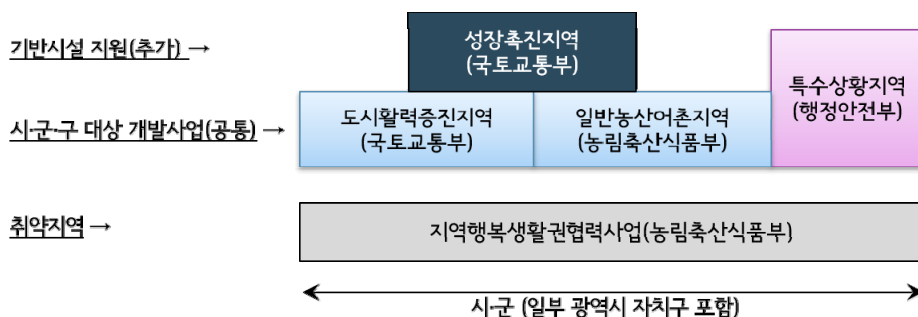 기반시설 지원(추가) →
성장촉진지역
(국토교통부)
특수상황지역
(행정안전부)
시·군·구 대상 개발사업(공통) →
도시활력증진지역
(국토교통부)
일반농산어촌지역
(농림축산식품부)
취약지역 →
지역행복생활권협력사업(농림축산식품부)
시·군 (일부 광역시 자치구 포함)